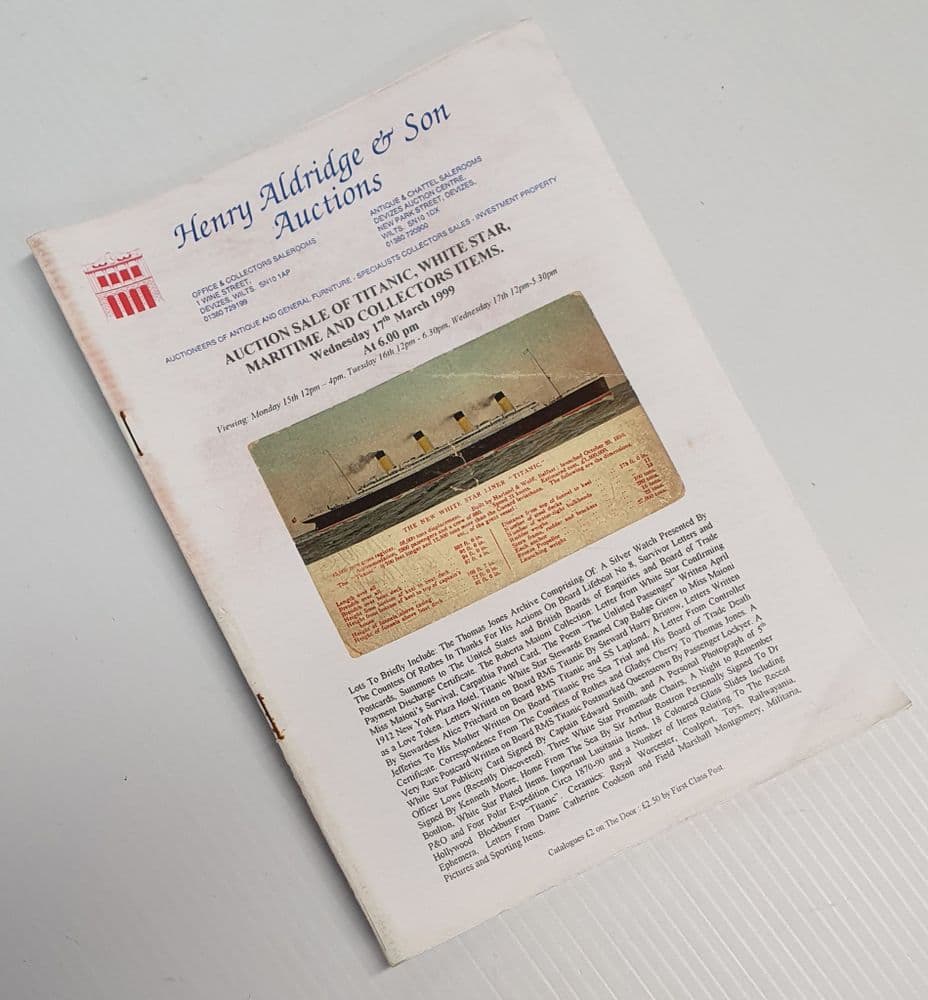 Henry Aldridge & Son
Auctions
OFFICE & COLLECTORS SALEROOMS
1 WINE STREET,
DEVIZES, WILTS SN10 1AP
01380 729199
ANTIQUE & CHATTEL SALEROOMS
DEVIZES AUCTION CENTRE,
NEW PARK STREET, DEVIZES,
WILTS. SN10 1DX
01380 720900
AUCTIONEERS OF ANTIQUE AND GENERAL FURNITURE - SPECIALISTS COLLECTORS SALES - INVESTMENT PROPERTY
AUCTION SALE OF TITANIC, WHITE STAR,
MARITIME AND COLLECTORS ITEMS.
Wednesday 17th March 1999
At 6.00 pm
Viewing: Monday 15th 12pm – 4pm, Tuesday 16th 12pm - 6.30pm, Wednesday 17th 12pm-5.30pm
THE NEW WHITE STAR LINER "TITANIC."
Lots To Briefly Include: The Thomas Jones Archive Comprising Of: A Silver Watch Presented By
The Countess Of Rothes In Thanks For His Actions On Board Lifeboat No 8, Survivor Letters and
Postcards, Summons to The United States and British Boards of Enquiries and Board of Trade
Payment Discharge Certificate. The Roberta Maioni Collection: Letter from White Star Confirming
Miss Maioni's Survival, Carpathia Panel Card, The Poem "The Unlisted Passenger" Written April
1912 New York Plaza Hotel, Titanic White Star Stewards Enamel Cap Badge Given to Miss Maioni
as a Love Token. Letters Written on Board RMS Titanic By Steward Harry Bristow, Letters Written
By Stewardess Alice Pritchard on Board RMS Titanic and SS Lapland. A Letter From Controller
Jefferies To His Mother Written On Board Titanic Pre Sea Trial and His Board of Trade Death
Certificate. Correspondence From The Countess of Rothes and Gladys Cherry To Thomas Jones. A
Very Rare Postcard Written on Board RMS Titanic Postmarked Queenstown By Passenger Lockyer. A
White Star Publicity Card Signed By Captain Edward Smith, and A Personal Photograph of 5th
Officer Lowe (Recently Discovered). Three White Star Promenade Chairs. A Night to Remember
Signed By Kenneth Moore, Home From The Sea By Sir Arthur Rostron Personally Signed To Dr
Boulton, White Star Plated Items, Important Lusitania Items, 18 Coloured Glass Slides Including
P&O and Four Polar Expedition Circa 1870-90 and a Number of Items Relating To The Recent
Hollywood Blockbuster "Titanic". Ceramics: Royal Worcester, Coalport, Toys, Railwayania,
Ephemera, Letters From Dame Catherine Cookson and Field Marshall Montgomery, Militaria,
Pictures and Sporting Items.
Catalogues £2 on The Door : £2.50 by First Class Post